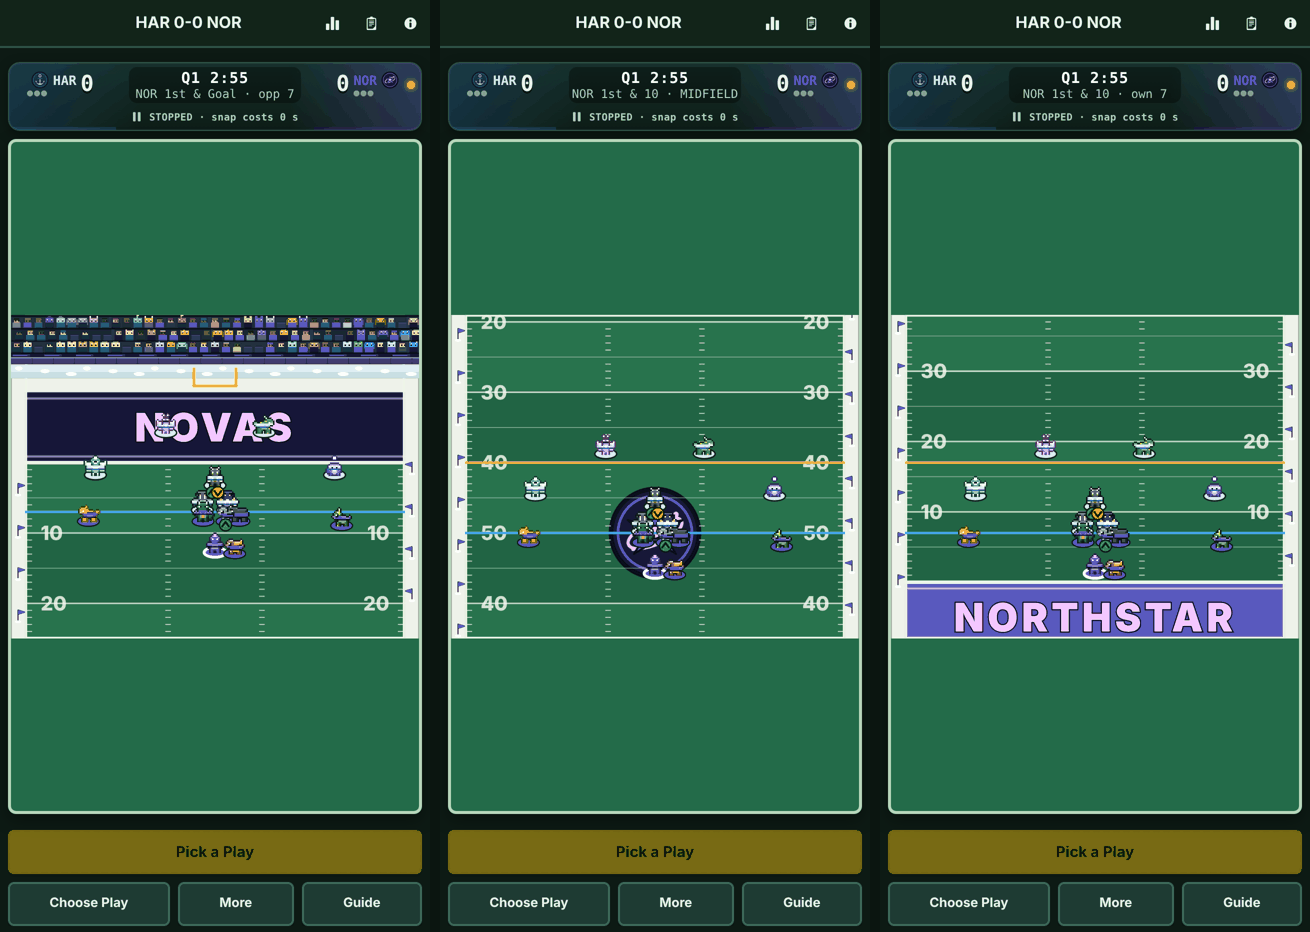 HAR 0-0 NOR
HAR 0
Q1 2:55
0 NOR
NOR 1st & Goal · opp 7
STOPPED · snap costs 0 s
NOVAS
10 10
20 20
Pick a Play
Choose Play
More
Guide
HAR 0-0 NOR
HAR 0
Q1 2:55
0 NOR
NOR 1st & 10 · MIDFIELD
STOPPED · snap costs 0 s
20 20
30 30
40 40
50 50
40 40
Pick a Play
Choose Play
More
Guide
HAR 0-0 NOR
HAR 0
Q1 2:55
0 NOR
NOR 1st & 10 · own 7
STOPPED · snap costs 0 s
30 30
20 20
10 10
NORTHSTAR
Pick a Play
Choose Play
More
Guide